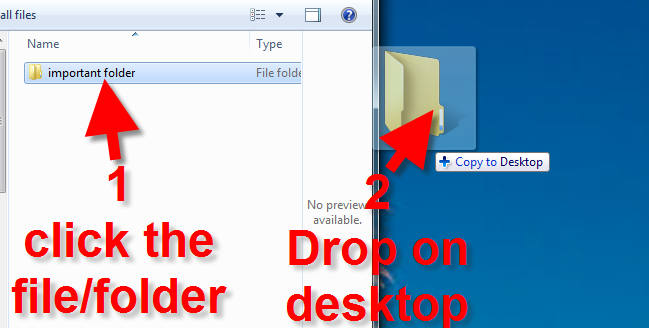 all files
Name
Type
important folder
File folde
No preview
available.
Copy to Desktop
1
click the
file/folder
2
Drop on
desktop